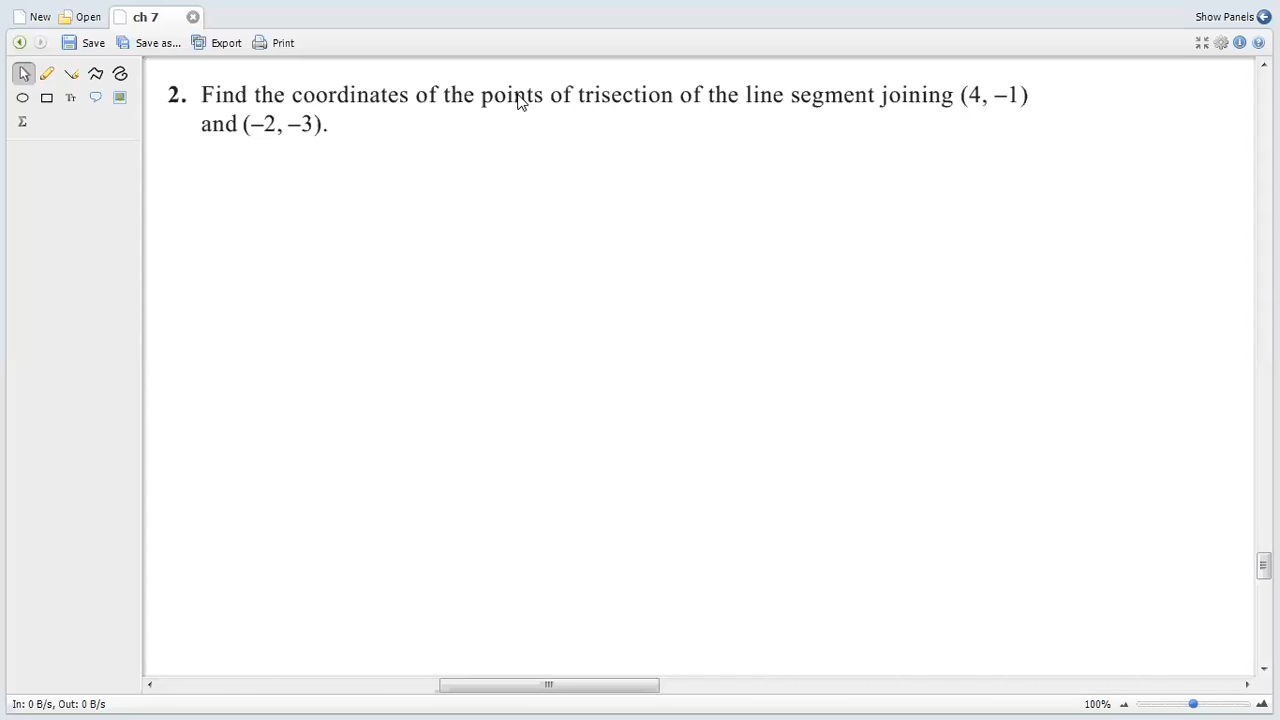 New Open ch 7 Show Panels
Save Save as... Export Print
2. Find the coordinates of the points of trisection of the line segment joining (4, –1)
and (–2, –3).
Tr
Σ
In: 0 B/s, Out: 0 B/s 100%